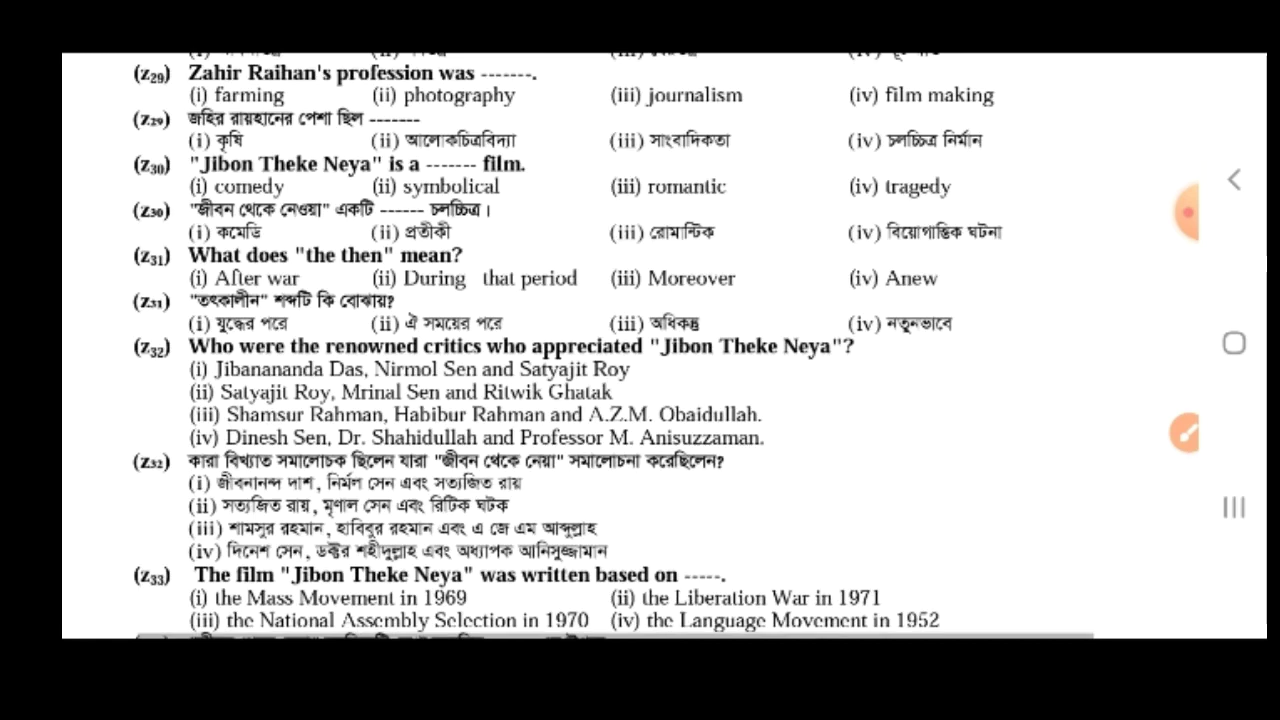 (z29) Zahir Raihan's profession was -------.
(i) farming (ii) photography (iii) journalism (iv) film making
(z২৯) জহির রায়হানের পেশা ছিল -------
(i) কৃষি (ii) আলোকচিত্রবিদ্যা (iii) সাংবাদিকতা (iv) চলচ্চিত্র নির্মান
(z30) "Jibon Theke Neya" is a ------- film.
(i) comedy (ii) symbolical (iii) romantic (iv) tragedy
(z৩০) "জীবন থেকে নেওয়া" একটি ------ চলচ্চিত্র।
(i) কমেডি (ii) প্রতীকী (iii) রোমান্টিক (iv) বিয়োগান্তিক ঘটনা
(z31) What does "the then" mean?
(i) After war (ii) During that period (iii) Moreover (iv) Anew
(z৩১) "তৎকালীন" শব্দটি কি বোঝায়?
(i) যুদ্ধের পরে (ii) ঐ সময়ের পরে (iii) অধিকন্তু (iv) নতুনভাবে
(z32) Who were the renowned critics who appreciated "Jibon Theke Neya"?
(i) Jibanananda Das, Nirmol Sen and Satyajit Roy
(ii) Satyajit Roy, Mrinal Sen and Ritwik Ghatak
(iii) Shamsur Rahman, Habibur Rahman and A.Z.M. Obaidullah.
(iv) Dinesh Sen, Dr. Shahidullah and Professor M. Anisuzzaman.
(z৩২) কারা বিখ্যাত সমালোচক ছিলেন যারা "জীবন থেকে নেয়া" সমালোচনা করেছিলেন?
(i) জীবনানন্দ দাশ, নির্মল সেন এবং সত্যজিত রায়
(ii) সত্যজিত রায়, মৃণাল সেন এবং রিটিক ঘটক
(iii) শামসুর রহমান, হাবিবুর রহমান এবং এ জে এম আব্দুল্লাহ
(iv) দিনেশ সেন, ডক্টর শহীদুল্লাহ এবং অধ্যাপক আনিসুজ্জামান
(z33) The film "Jibon Theke Neya" was written based on -----.
(i) the Mass Movement in 1969 (ii) the Liberation War in 1971
(iii) the National Assembly Selection in 1970 (iv) the Language Movement in 1952